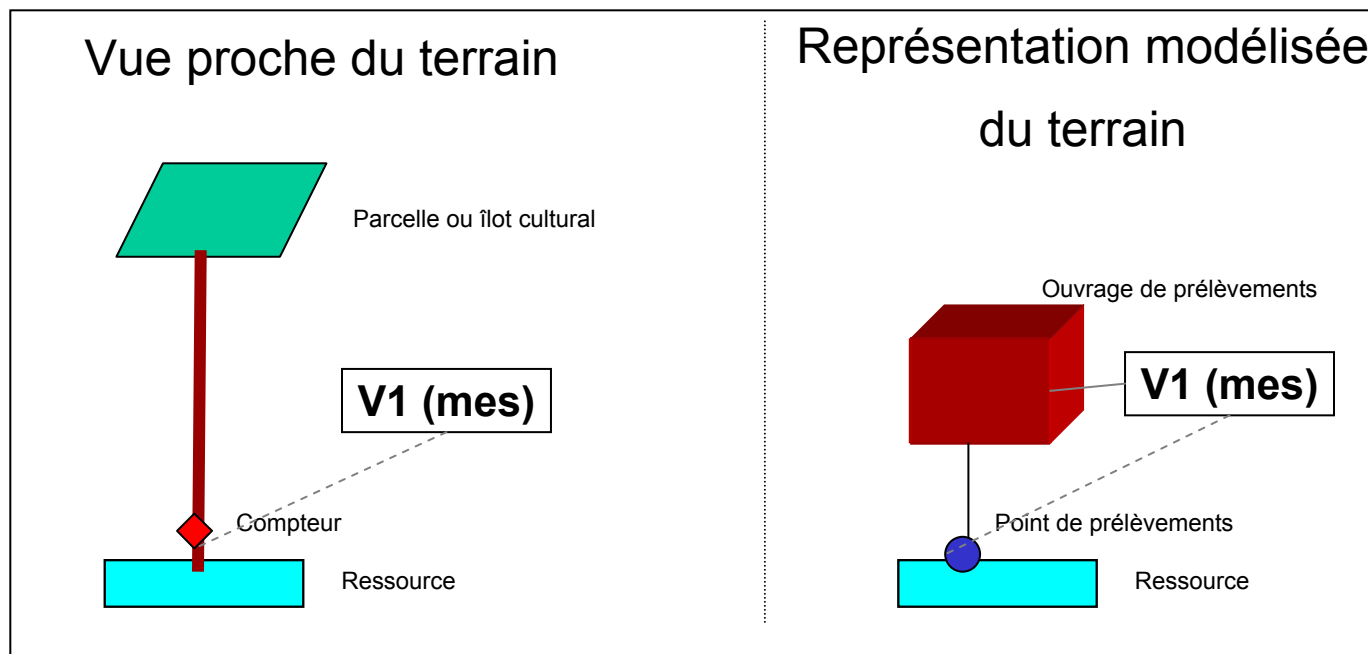 Vue proche du terrain
Parcelle ou îlot cultural
V1 (mes)
Compteur
Ressource
Représentation modélisée
du terrain
Ouvrage de prélèvements
V1 (mes)
Point de prélèvements
Ressource